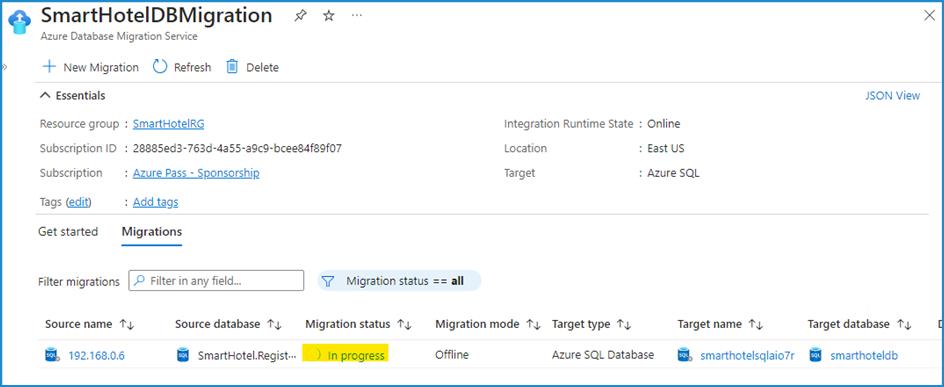 SmartHotelDBMigration
Azure Database Migration Service
New Migration Refresh Delete
Essentials JSON View
Resource group : SmartHotelRG Integration Runtime State : Online
Subscription ID : 28885ed3-763d-4a55-a9c9-bcee84f89f07 Location : East US
Subscription : Azure Pass - Sponsorship Target : Azure SQL
Tags (edit) : Add tags
Get started Migrations
Filter migrations Filter in any field... Migration status == all
Source name Source database Migration status Migration mode Target type Target name Target database
192.168.0.6 SmartHotel.Regist··· In progress Offline Azure SQL Database smarthotelsqlaio7r smarthoteldb